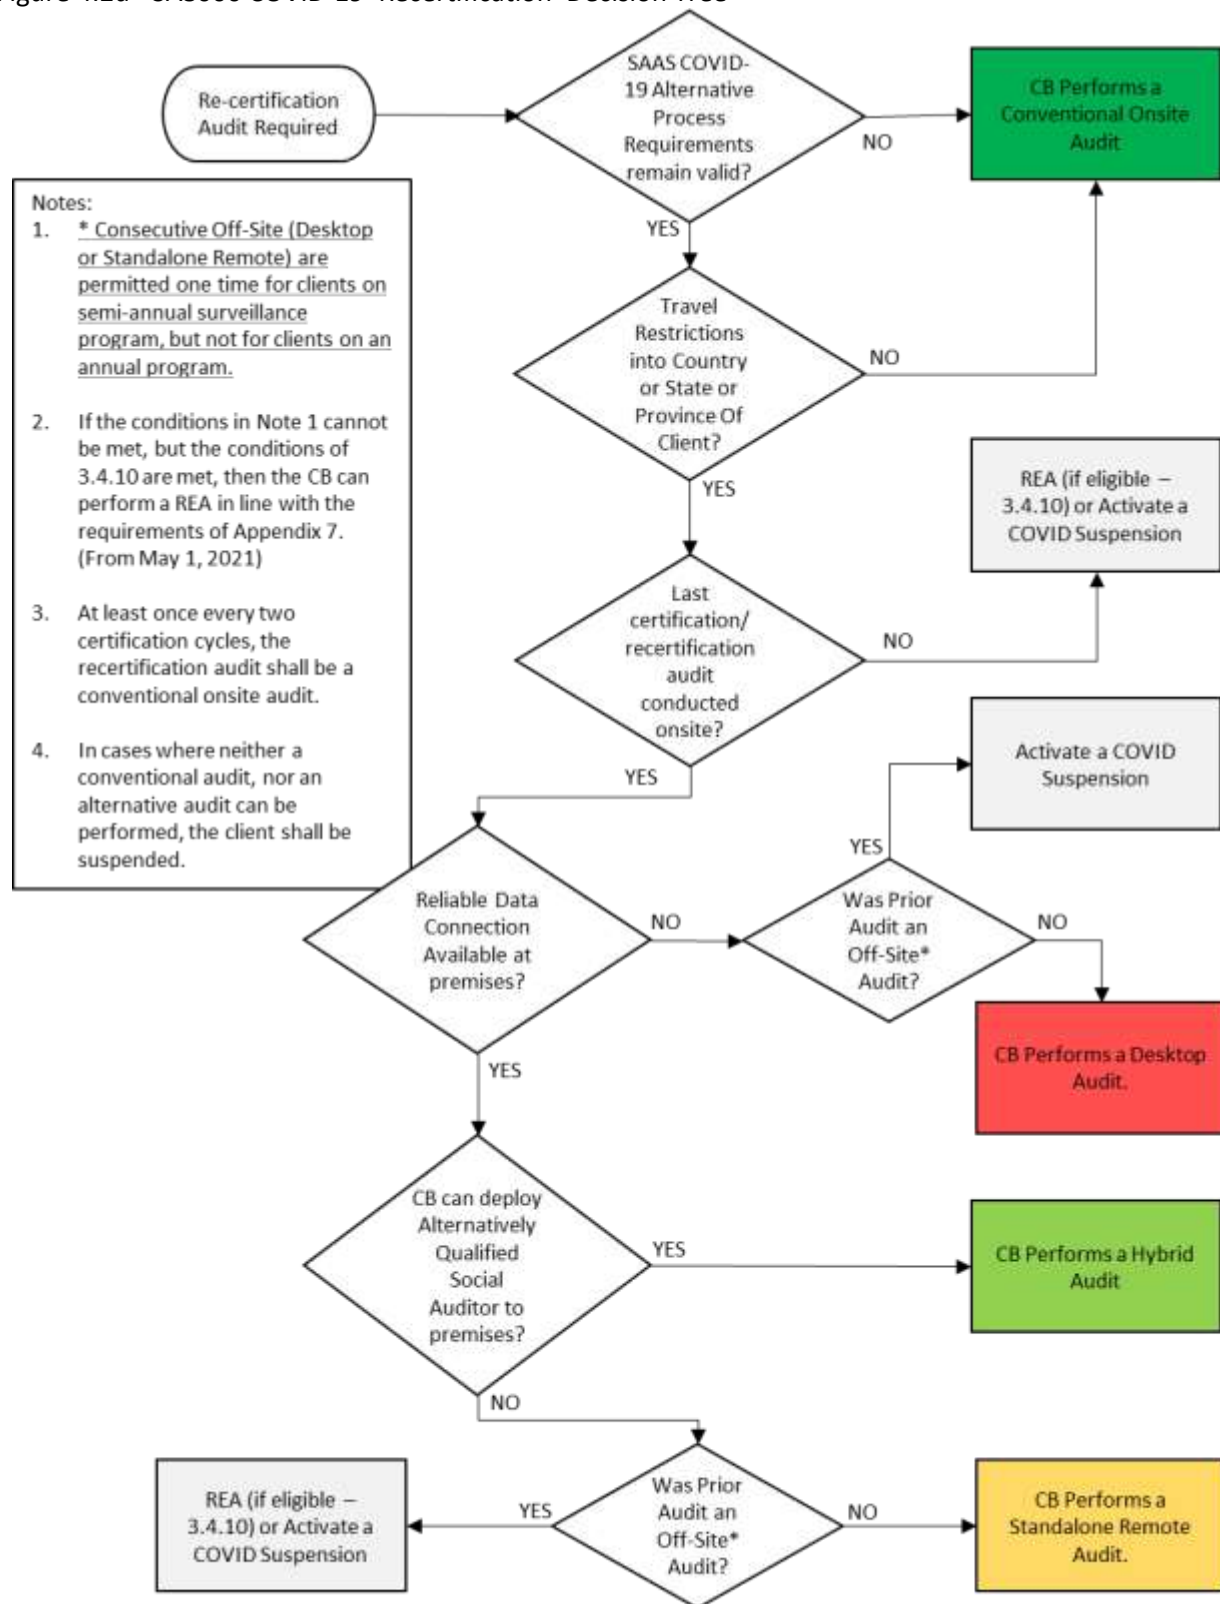 SAAS COVID-
19 Alternative
Process
Requirements
remain valid?
Re-certification
Audit Required
CB Performs a
Conventional Onsite
Audit
NO
YES
Notes:
1. * Consecutive Off-Site (Desktop
or Standalone Remote) are
permitted one time for clients on
semi-annual surveillance
program, but not for clients on an
annual program.
2. If the conditions in Note 1 cannot
be met, but the conditions of
3.4.10 are met, then the CB can
perform a REA in line with the
requirements of Appendix 7.
(From May 1, 2021)
3. At least once every two
certification cycles, the
recertification audit shall be a
conventional onsite audit.
4. In cases where neither a
conventional audit, nor an
alternative audit can be
performed, the client shall be
suspended.
Travel
Restrictions
into Country
or State or
Province Of
Client?
NO
YES
REA (if eligible –
3.4.10) or Activate a
COVID Suspension
Last
certification/
recertification
audit
conducted
onsite?
NO
YES
Activate a COVID
Suspension
YES
Reliable Data
Connection
Available at
premises?
NO
Was Prior
Audit an
Off-Site*
Audit?
NO
CB Performs a Desktop
Audit.
YES
CB can deploy
Alternatively
Qualified
Social
Auditor to
premises?
YES
CB Performs a Hybrid
Audit
NO
REA (if eligible –
3.4.10) or Activate a
COVID Suspension
YES
Was Prior
Audit an
Off-Site*
Audit?
NO
CB Performs a
Standalone Remote
Audit.